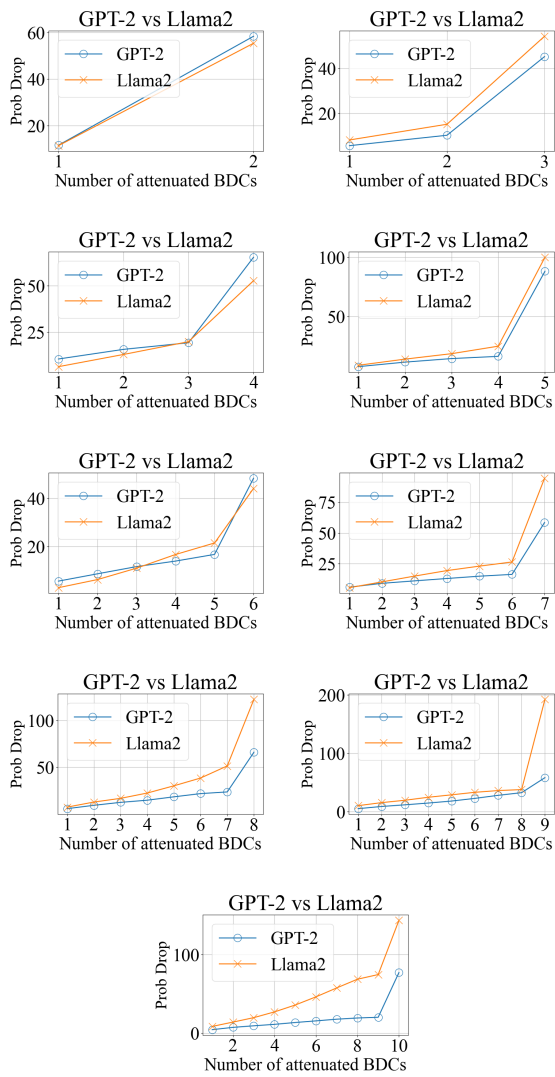 GPT-2 vs Llama2
60
40
20
Prob Drop
GPT-2
Llama2
1 2
Number of attenuated BDCs
GPT-2 vs Llama2
40
20
Prob Drop
GPT-2
Llama2
1 2 3
Number of attenuated BDCs
GPT-2 vs Llama2
50
25
Prob Drop
GPT-2
Llama2
1 2 3 4
Number of attenuated BDCs
GPT-2 vs Llama2
100
50
Prob Drop
GPT-2
Llama2
1 2 3 4 5
Number of attenuated BDCs
GPT-2 vs Llama2
40
20
Prob Drop
GPT-2
Llama2
1 2 3 4 5 6
Number of attenuated BDCs
GPT-2 vs Llama2
75
50
25
Prob Drop
GPT-2
Llama2
1 2 3 4 5 6 7
Number of attenuated BDCs
GPT-2 vs Llama2
100
50
Prob Drop
GPT-2
Llama2
1 2 3 4 5 6 7 8
Number of attenuated BDCs
GPT-2 vs Llama2
200
100
0
Prob Drop
GPT-2
Llama2
1 2 3 4 5 6 7 8 9
Number of attenuated BDCs
GPT-2 vs Llama2
100
0
Prob Drop
GPT-2
Llama2
2 4 6 8 10
Number of attenuated BDCs